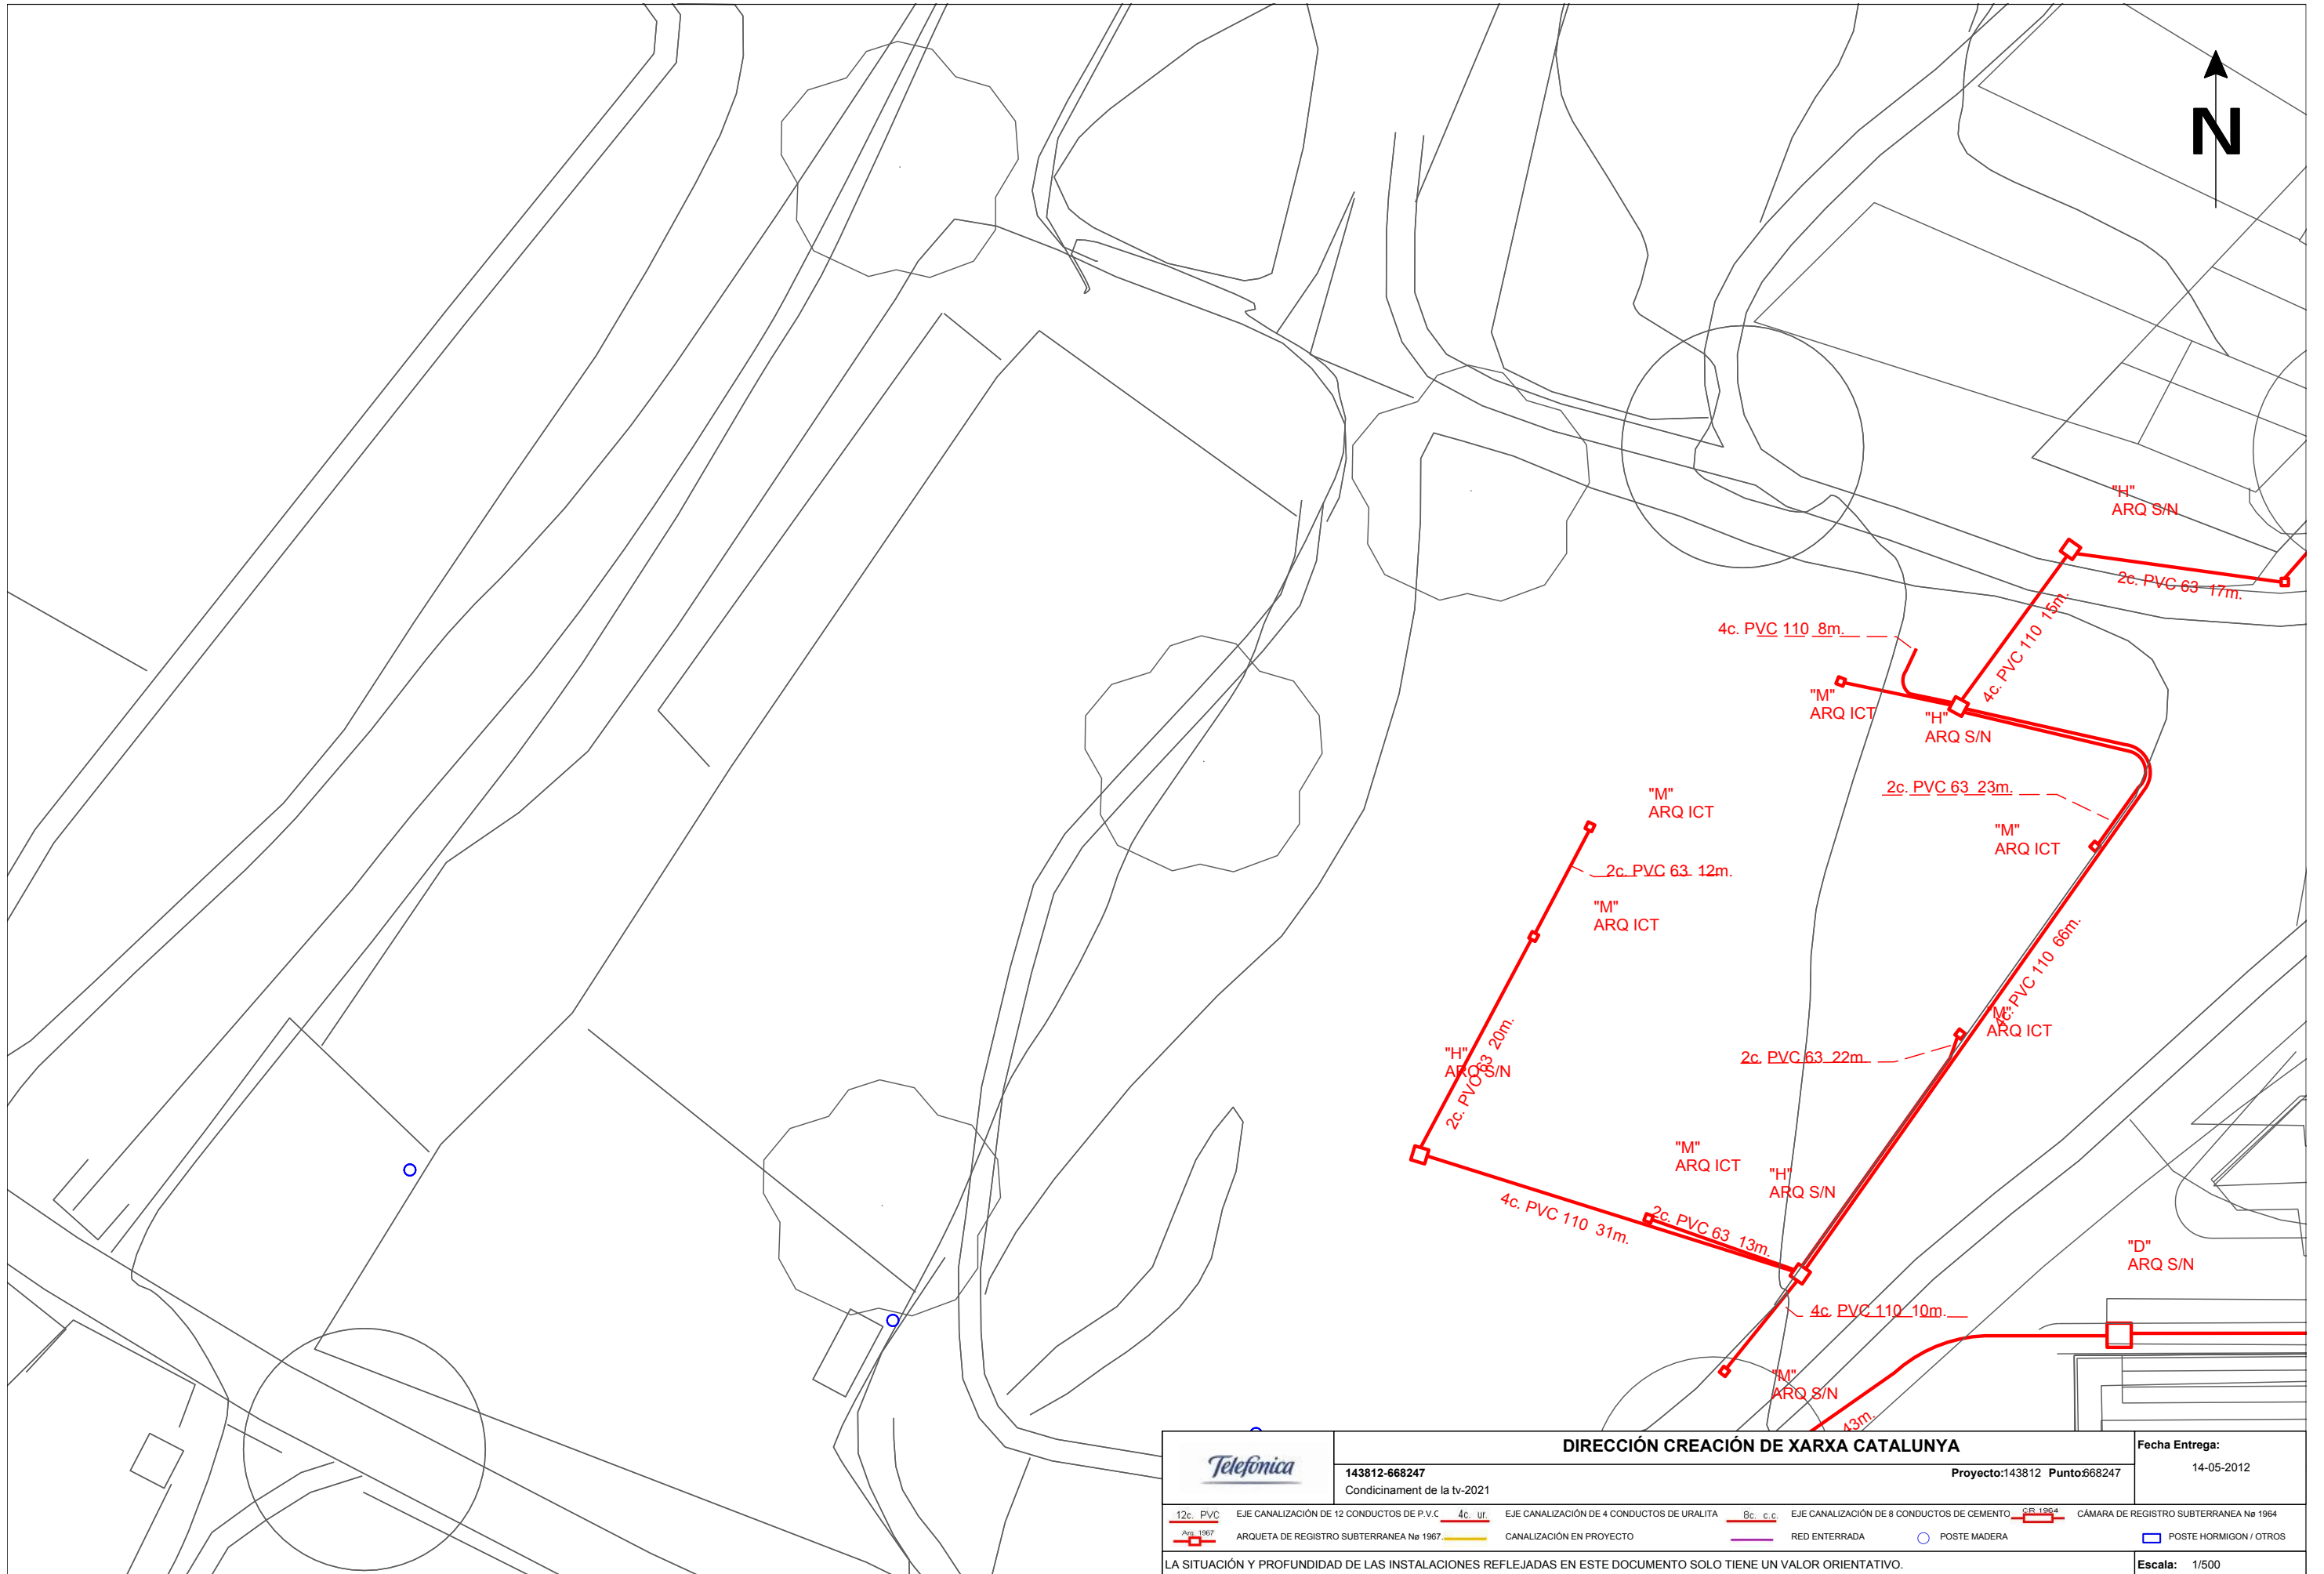 N
"H"
ARQ S/N
2c. PVC 63 17m.
4c. PVC 110 15m.
4c. PVC 110 8m.
"M"
ARQ ICT
"H"
ARQ S/N
2c. PVC 63 23m.
"M"
ARQ ICT
"M"
ARQ ICT
2c. PVC 63 12m.
"M"
ARQ ICT
4c. PVC 110 66m.
"M"
ARQ ICT
2c. PVC 63 22m.
"H"
ARQ S/N
2c. PVC 63 20m.
"M"
ARQ ICT
"H"
ARQ S/N
4c. PVC 110 31m.
2c. PVC 63 13m.
"D"
ARQ S/N
4c. PVC 110 10m.
"M"
ARQ S/N
43m.
Telefónica
DIRECCIÓN CREACIÓN DE XARXA CATALUNYA
Fecha Entrega:
14-05-2012
143812-668247
Proyecto:143812 Punto:668247
Condicinament de la tv-2021
12c. PVC EJE CANALIZACIÓN DE 12 CONDUCTOS DE P.V.C 4c. ur. EJE CANALIZACIÓN DE 4 CONDUCTOS DE URALITA 8c. c.c. EJE CANALIZACIÓN DE 8 CONDUCTOS DE CEMENTO CR 1964 CÁMARA DE REGISTRO SUBTERRANEA Nø 1964
Arq. 1967 ARQUETA DE REGISTRO SUBTERRANEA Nø 1967. CANALIZACIÓN EN PROYECTO RED ENTERRADA POSTE MADERA POSTE HORMIGON / OTROS
LA SITUACIÓN Y PROFUNDIDAD DE LAS INSTALACIONES REFLEJADAS EN ESTE DOCUMENTO SOLO TIENE UN VALOR ORIENTATIVO.
Escala: 1/500